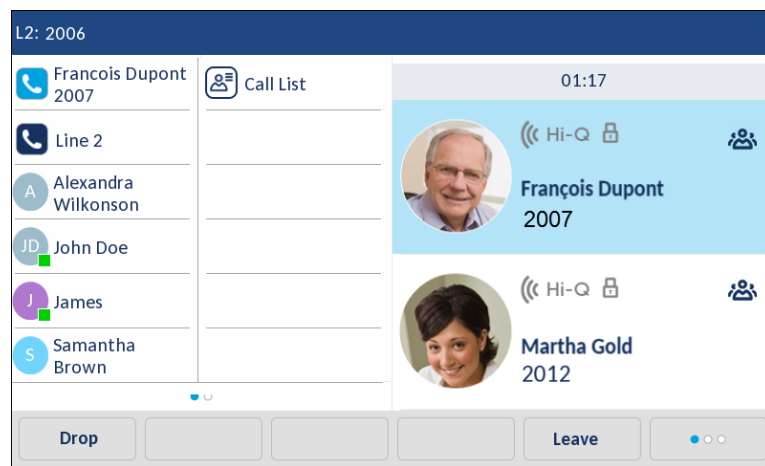 L2: 2006
Francois Dupont
2007
Line 2
A
Alexandra
Wilkonson
JD
John Doe
J
James
S
Samantha
Brown
Call List
01:17
Hi-Q
François Dupont
2007
Hi-Q
Martha Gold
2012
Drop
Leave